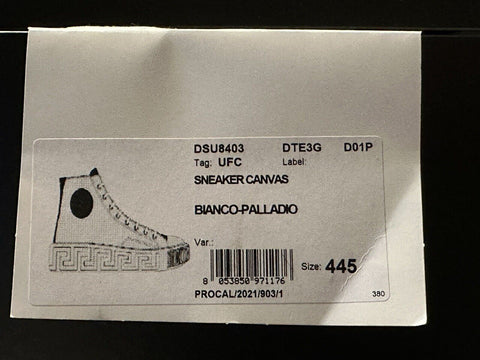 DSU8403 DTE3G D01P
Tag: UFC Label:
SNEAKER CANVAS
BIANCO-PALLADIO
Var.:
8 053850 971176
Size: 445
PROCAL/2021/903/1
380